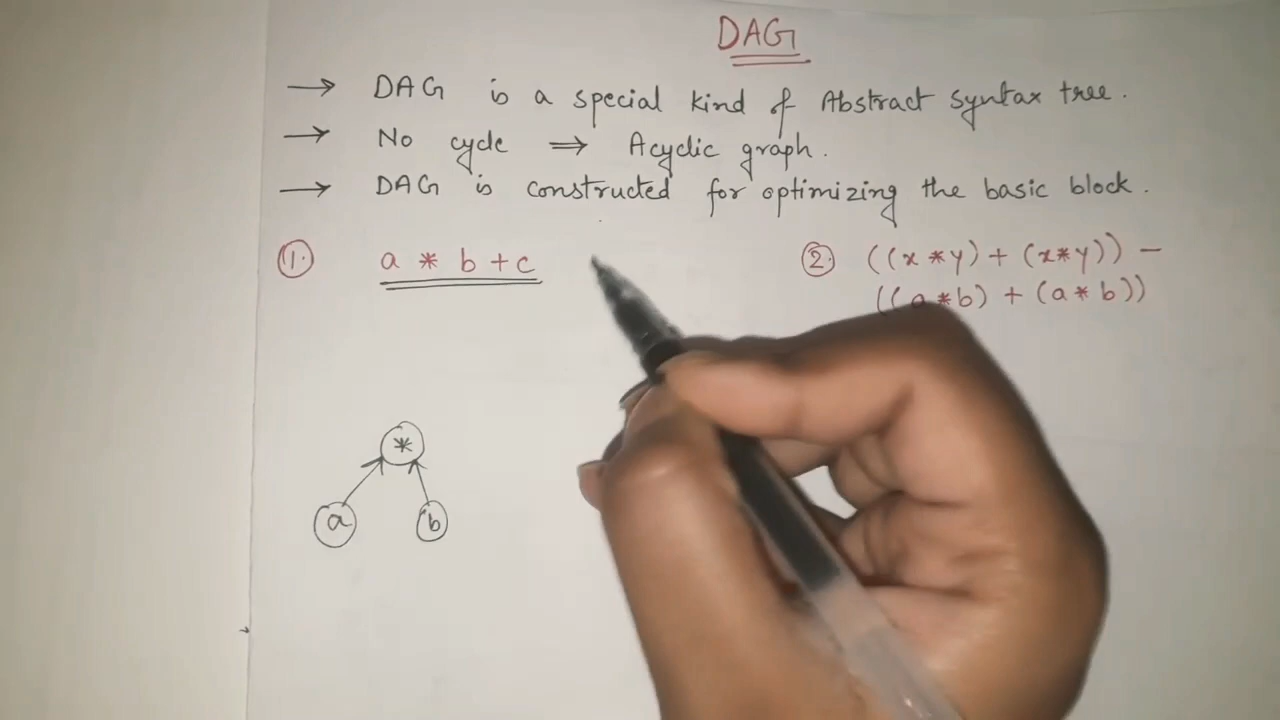 DAG
→ DAG is a special kind of Abstract syntax tree.
→ No cycle ⇒ Acyclic graph.
→ DAG is constructed for optimizing the basic block.
① a * b + c
② ((x * y) + (x * y)) −
((a * b) + (a * b))
*
a b